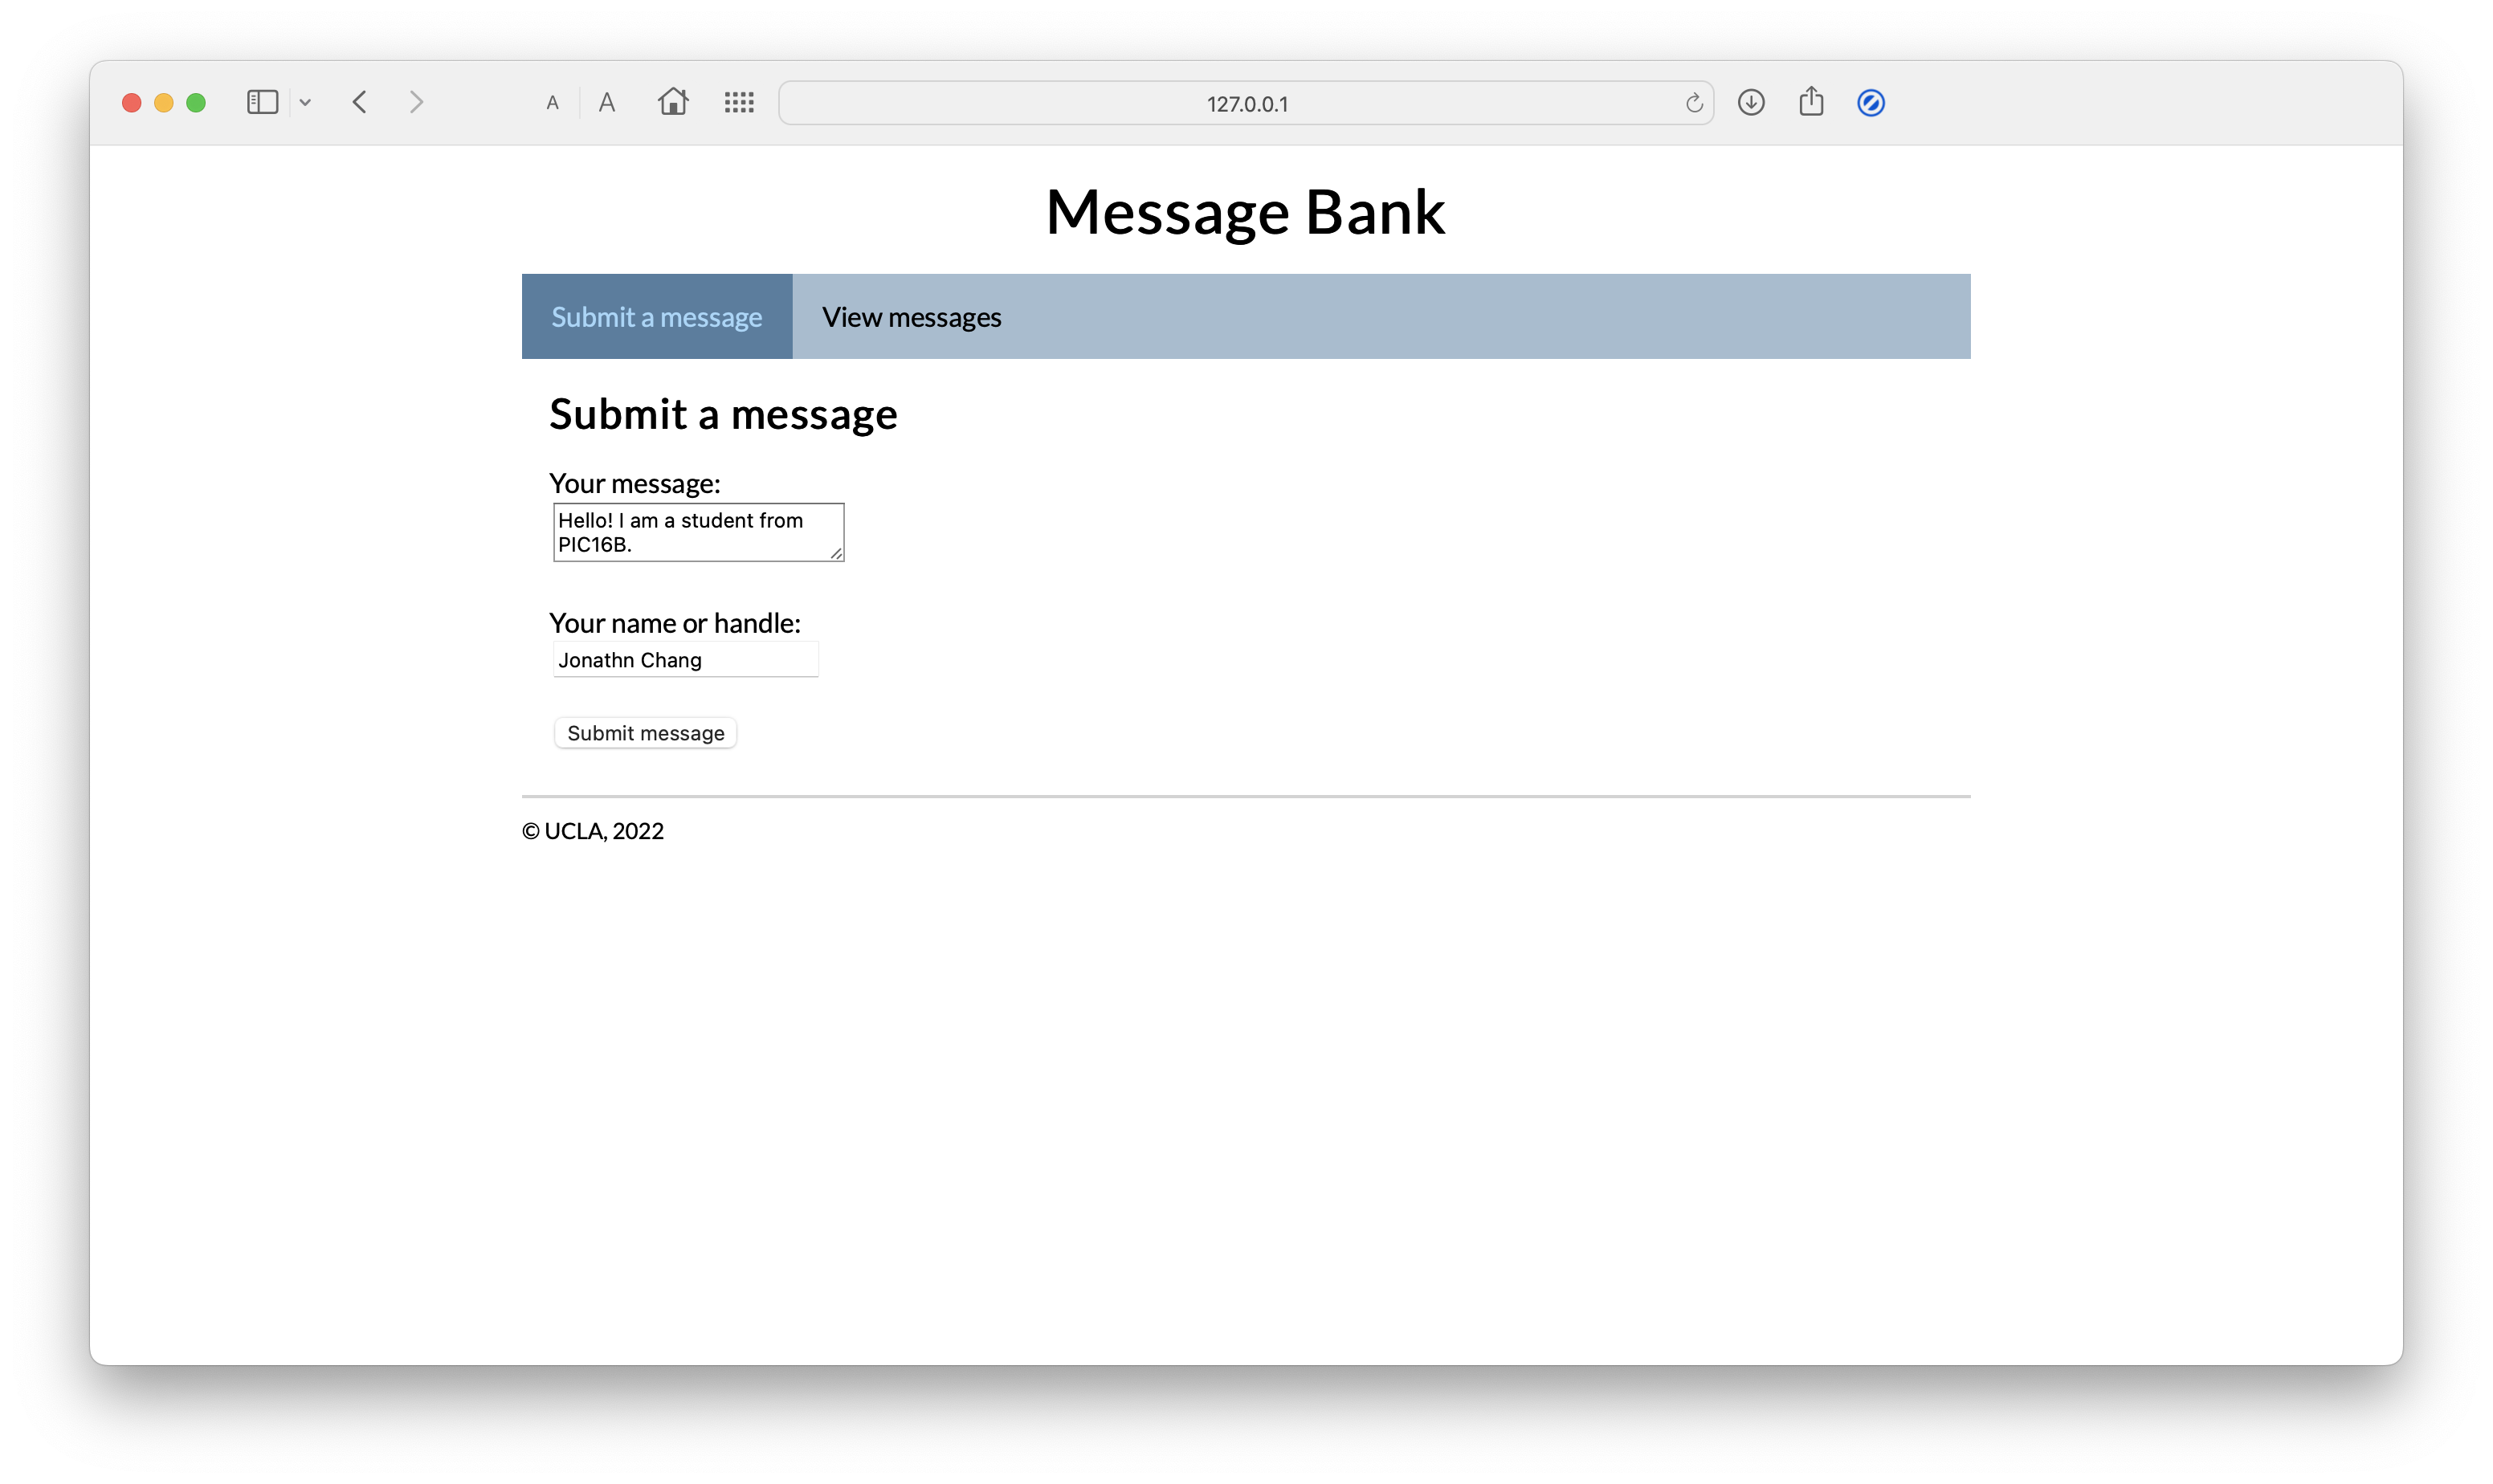 A A 127.0.0.1
Message Bank
Submit a message View messages
Submit a message
Your message:
Hello! I am a student from
PIC16B.
Your name or handle:
Jonathn Chang
Submit message
© UCLA, 2022